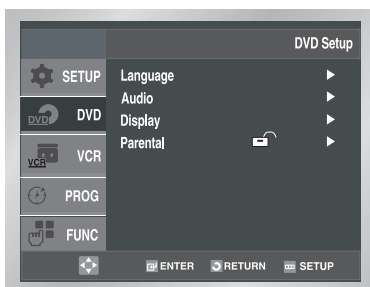 DVD Setup
SETUP
Language ►
Audio ►
DVD DVD
Display ►
Parental ►
VCR VCR
PROG
FUNC
ENTER RETURN SETUP